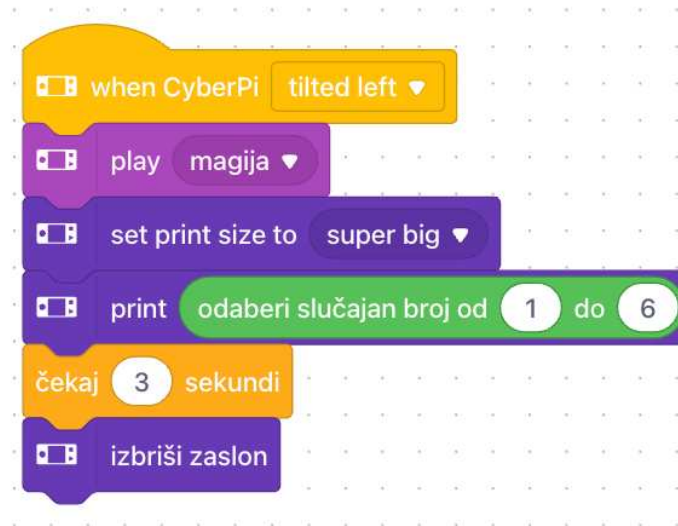 when CyberPi tilted left
play magija
set print size to super big
print odaberi slučajan broj od 1 do 6
čekaj 3 sekundi
izbriši zaslon